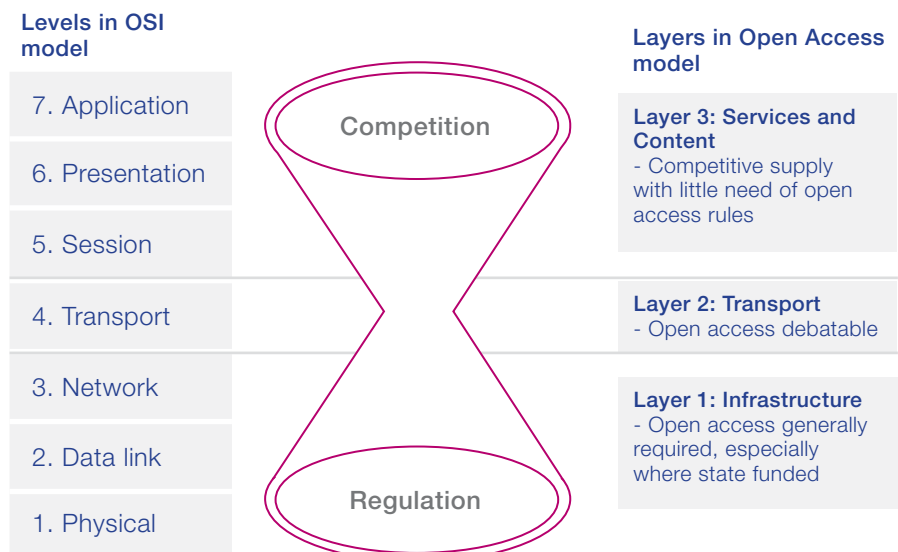 Levels in OSI
model
7. Application
6. Presentation
5. Session
4. Transport
3. Network
2. Data link
1. Physical
Competition
Regulation
Layers in Open Access
model
Layer 3: Services and
Content
- Competitive supply
with little need of open
access rules
Layer 2: Transport
- Open access debatable
Layer 1: Infrastructure
- Open access generally
required, especially
where state funded